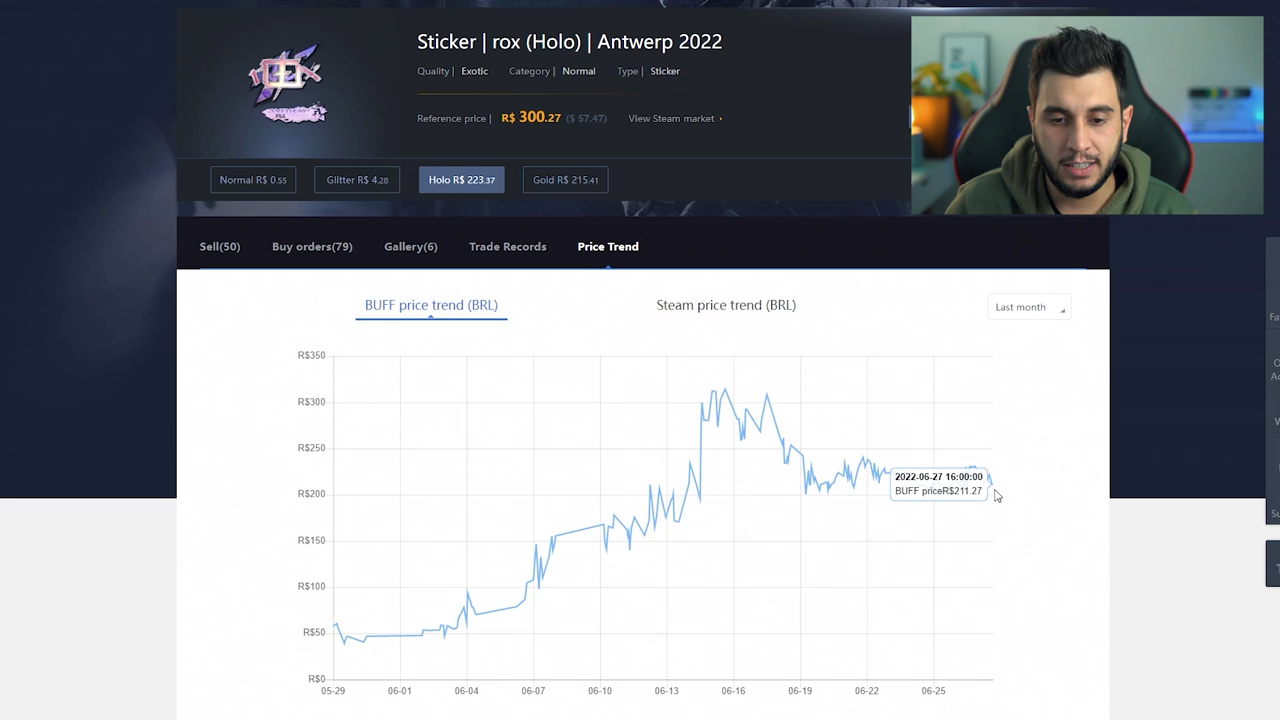 Sticker | rox (Holo) | Antwerp 2022
Quality | Exotic Category | Normal Type | Sticker
Reference price | R$ 300.27 ($ 57.47) View Steam market
Normal R$ 0.55 Glitter R$ 4.28 Holo R$ 223.37 Gold R$ 215.41
Sell(50) Buy orders(79) Gallery(6) Trade Records Price Trend
BUFF price trend (BRL) Steam price trend (BRL) Last month
R$350
R$300
R$250
R$200
R$150
R$100
R$50
R$0
2022-06-27 16:00:00
BUFF priceR$211.27
05-29 06-01 06-04 06-07 06-10 06-13 06-16 06-19 06-22 06-25